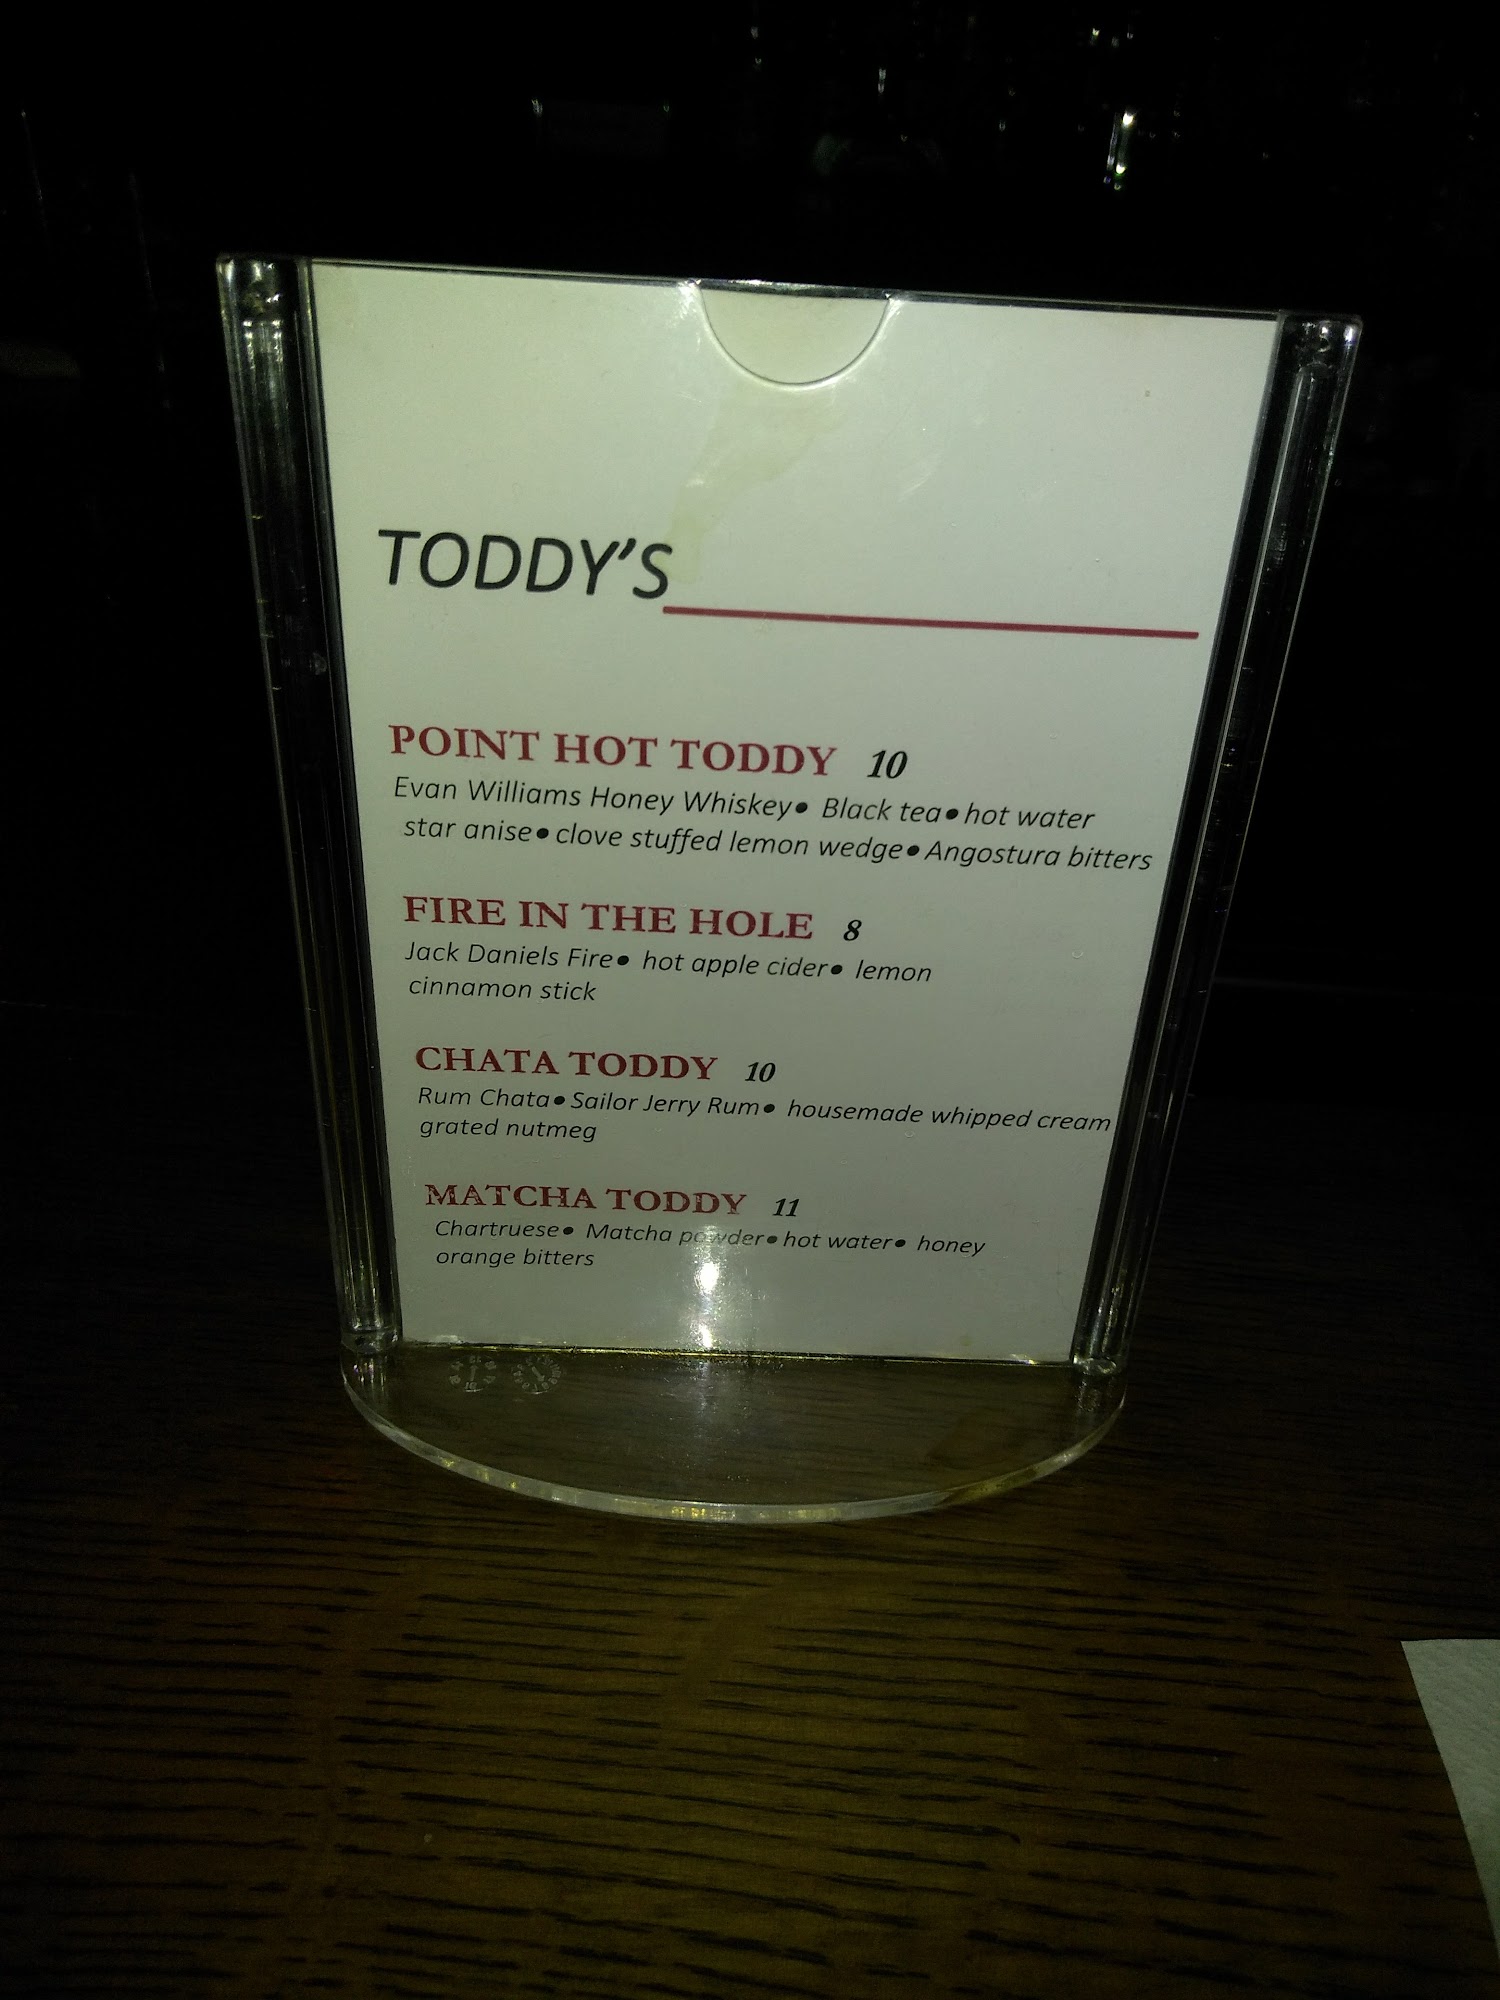 TODDY'S
POINT HOT TODDY 10
Evan Williams Honey Whiskey• Black tea• hot water
star anise• clove stuffed lemon wedge• Angostura bitters
FIRE IN THE HOLE 8
Jack Daniels Fire• hot apple cider• lemon
cinnamon stick
CHATA TODDY 10
Rum Chata• Sailor Jerry Rum• housemade whipped cream
grated nutmeg
MATCHA TODDY 11
Chartruese• Matcha powder• hot water• honey
orange bitters